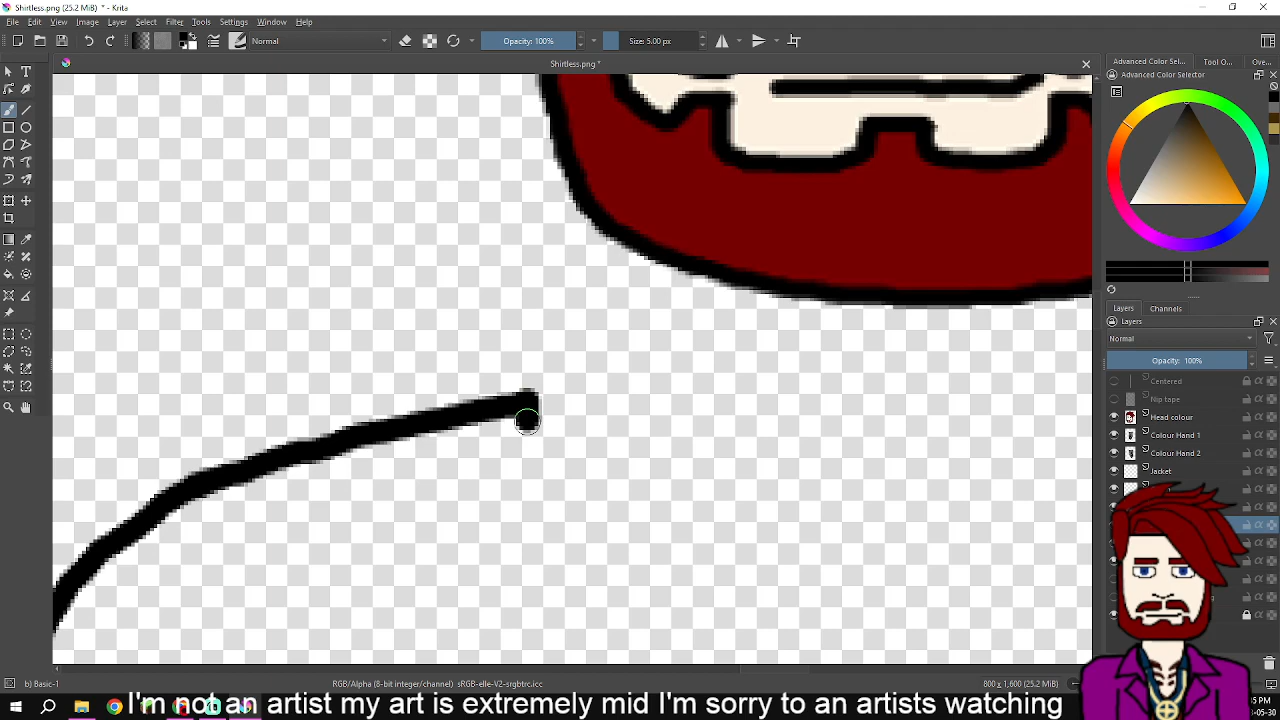 Shirtless.png (25.2 MiB) * - Krita
File Edit View Image Layer Select Filter Tools Settings Window Help
Normal Opacity: 100% Size: 5.00 px
Shirtless.png *
Advanced Color Sel... Tool O... Ove...
Advanced Color Selector
Layers Channels
Layers
Normal
Opacity: 100%
Centered
Nip tape
Head colour
Colour Hand 1
Colour Hand 2
Jacket
b) Basic-1 RGB/Alpha (8-bit integer/channel) sRGB-elle-V2-srgbtrc.icc 800 x 1,600 (25.2 MiB)
I'm not an artist my art is extremely mid I'm sorry to an artists watching